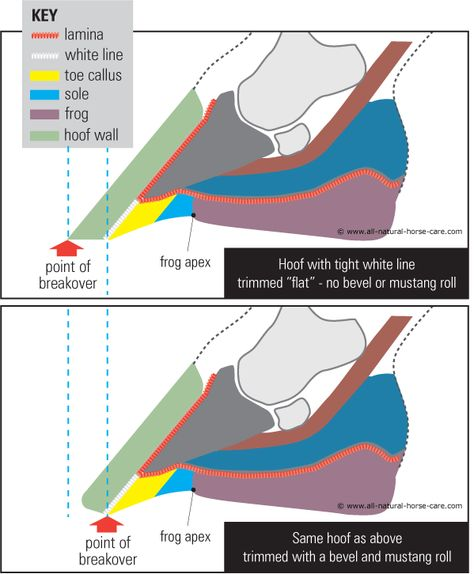 KEY
lamina
white line
toe callus
sole
frog
hoof wall
© www.all-natural-horse-care.com
point of
breakover
frog apex
Hoof with tight white line
trimmed "flat" - no bevel or mustang roll
© www.all-natural-horse-care.com
point of
breakover
frog apex
Same hoof as above
trimmed with a bevel and mustang roll